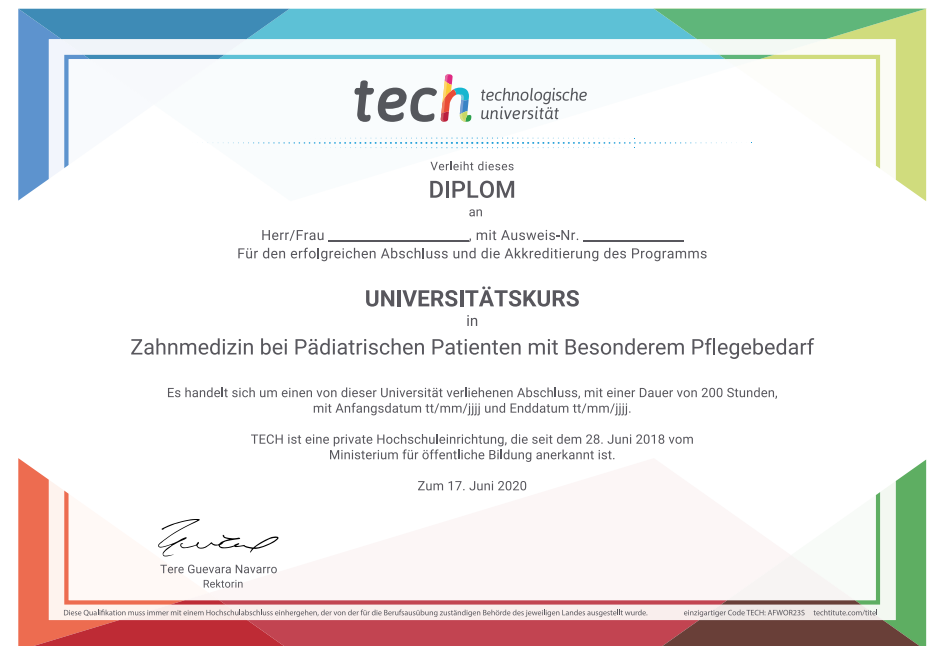 tech technologische
universität
Verleiht dieses
DIPLOM
an
Herr/Frau ____________________, mit Ausweis-Nr. ______________
Für den erfolgreichen Abschluss und die Akkreditierung des Programms
UNIVERSITÄTSKURS
in
Zahnmedizin bei Pädiatrischen Patienten mit Besonderem Pflegebedarf
Es handelt sich um einen von dieser Universität verliehenen Abschluss, mit einer Dauer von 200 Stunden,
mit Anfangsdatum tt/mm/jjjj und Enddatum tt/mm/jjjj.
TECH ist eine private Hochschuleinrichtung, die seit dem 28. Juni 2018 vom
Ministerium für öffentliche Bildung anerkannt ist.
Zum 17. Juni 2020
Tere Guevara Navarro
Rektorin
Diese Qualifikation muss immer mit einem Hochschulabschluss einhergehen, der von der für die Berufsausübung zuständigen Behörde des jeweiligen Landes ausgestellt wurde. einzigartiger Code TECH: AFWOR23S techtitute.com/titel